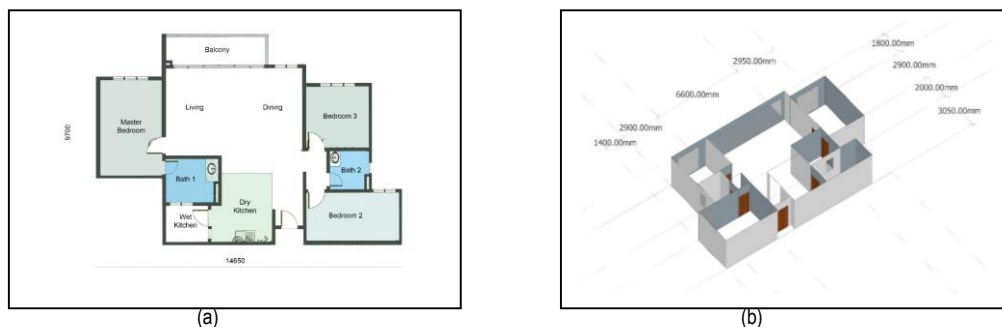 Balcony
Living
Dining
Master
Bedroom
Bedroom 3
9700
Bath 1
Bath 2
Dry
Kitchen
Wet
Kitchen
Bedroom 2
14650
(a)
1800.00mm
2950.00mm
2900.00mm
2000.00mm
6600.00mm
3050.00mm
2900.00mm
1400.00mm
(b)